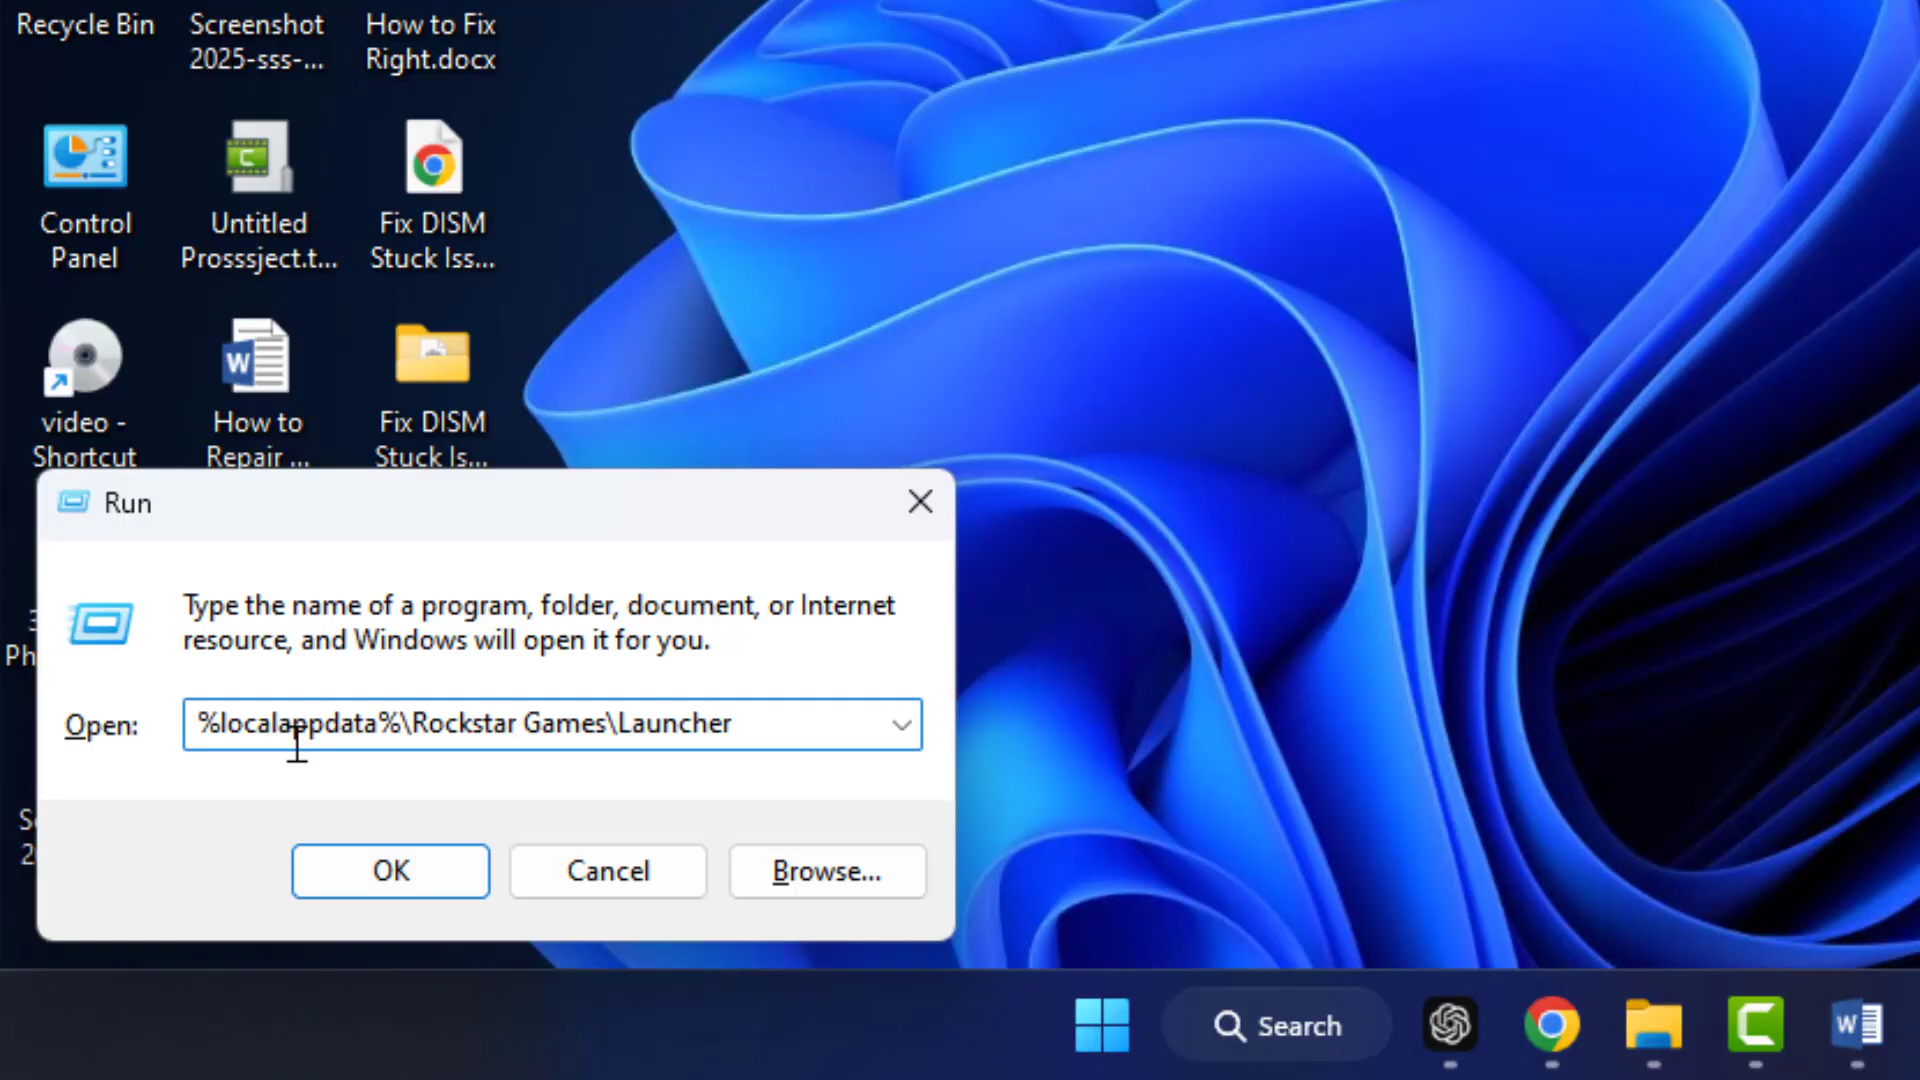 Recycle Bin
Screenshot
2025-sss-...
How to Fix
Right.docx
Control
Panel
Untitled
Prosssject.t...
Fix DISM
Stuck Iss...
video -
Shortcut
How to
Repair ...
Fix DISM
Stuck Is...
Ph
Run
Type the name of a program, folder, document, or Internet
resource, and Windows will open it for you.
Open:
%localappdata%\Rockstar Games\Launcher
OK
Cancel
Browse...
Search